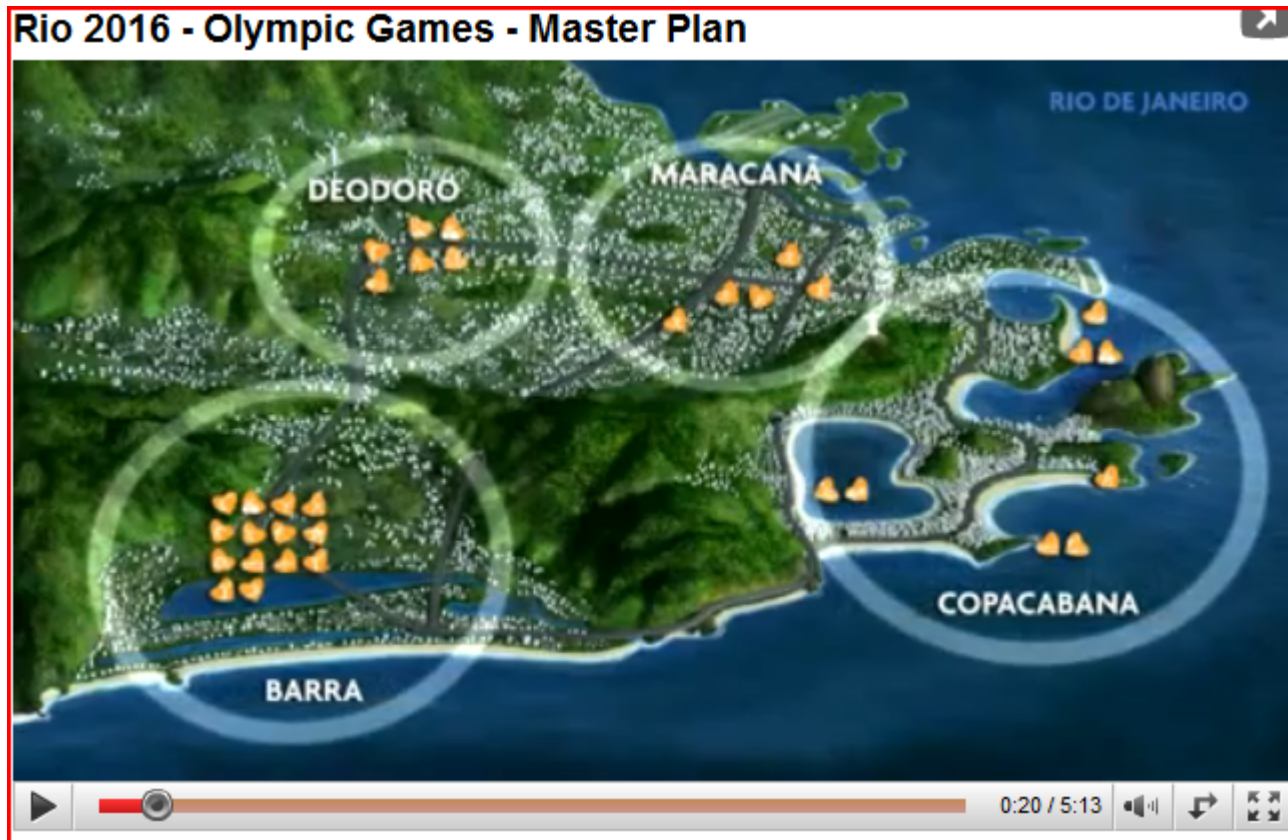 Rio 2016 - Olympic Games - Master Plan
RIO DE JANEIRO
MARACANÃ
DEODORO
COPACABANA
BARRA
0:20 / 5:13